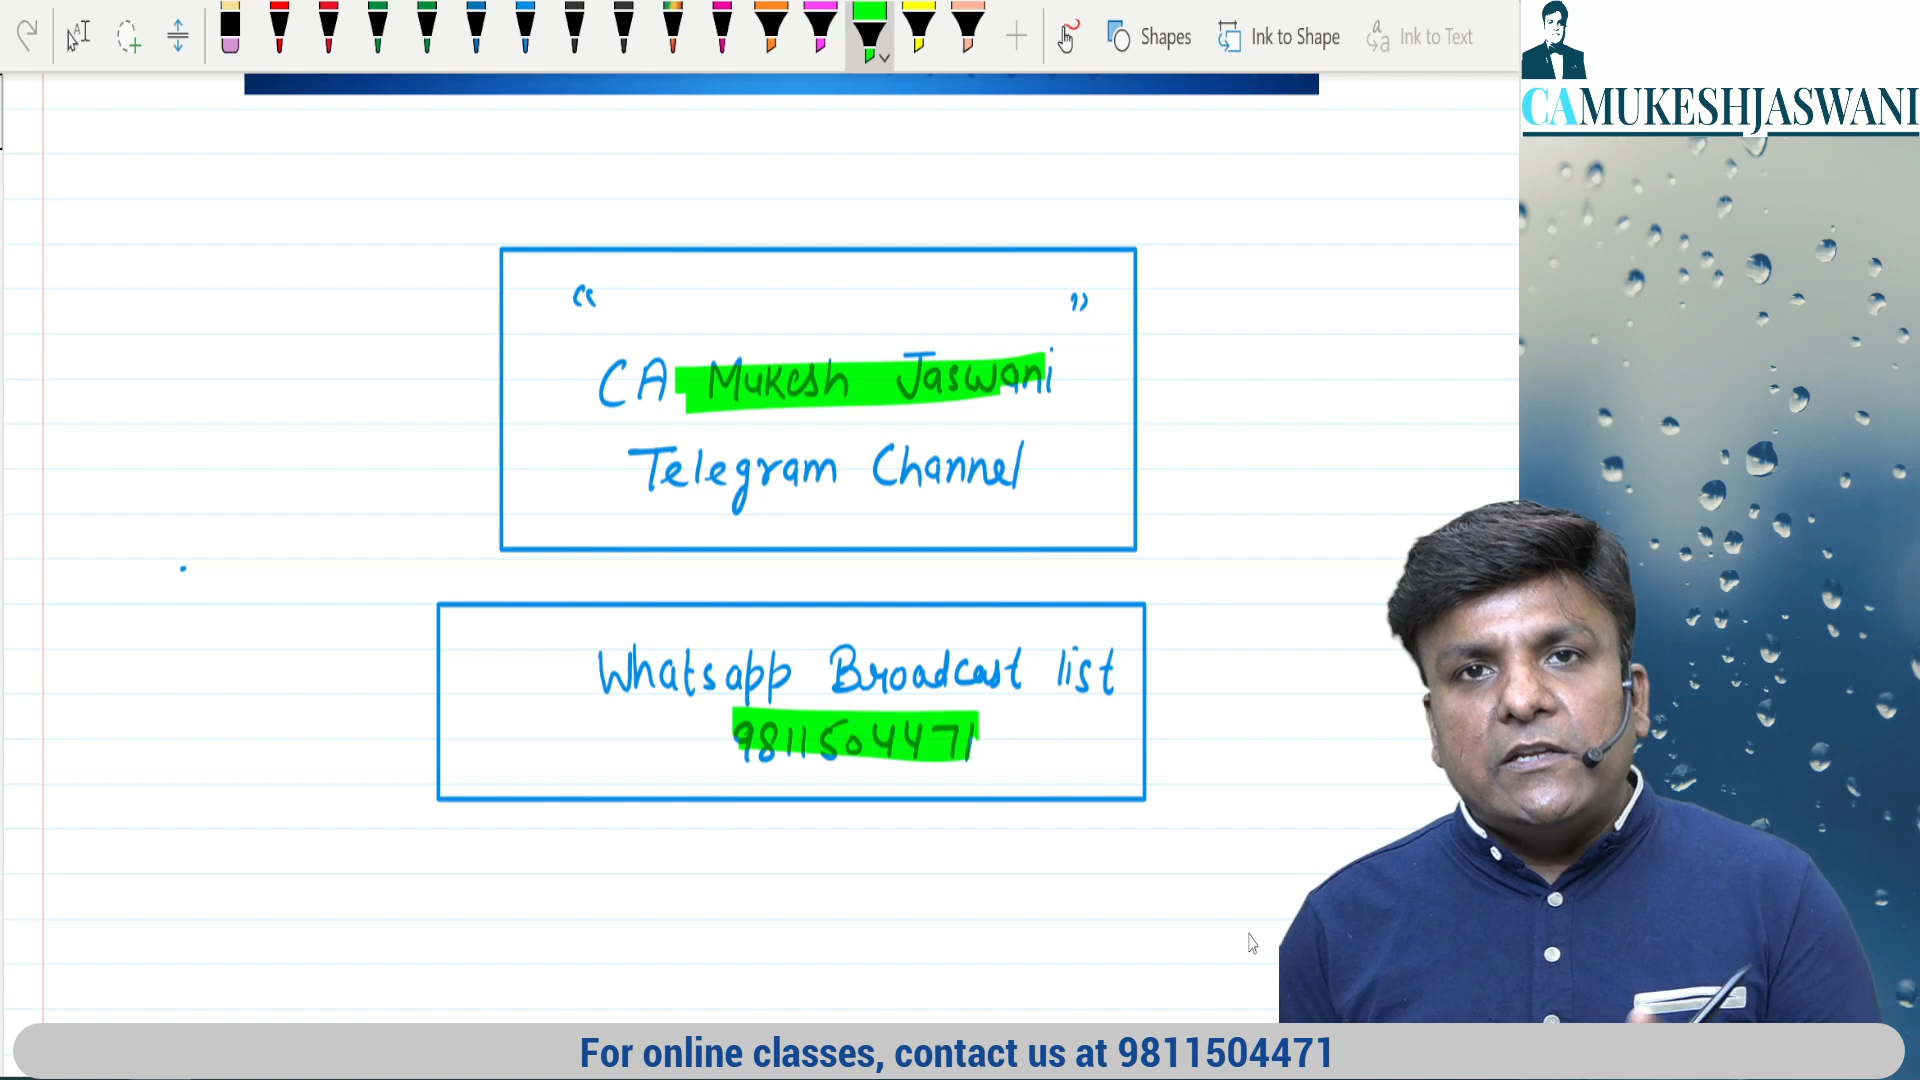 Shapes
Ink to Shape
Ink to Text
CAMUKESHJASWANI
“ ”
CA Mukesh Jaswani
Telegram Channel
Whatsapp Broadcast list
9811504471
For online classes, contact us at 9811504471